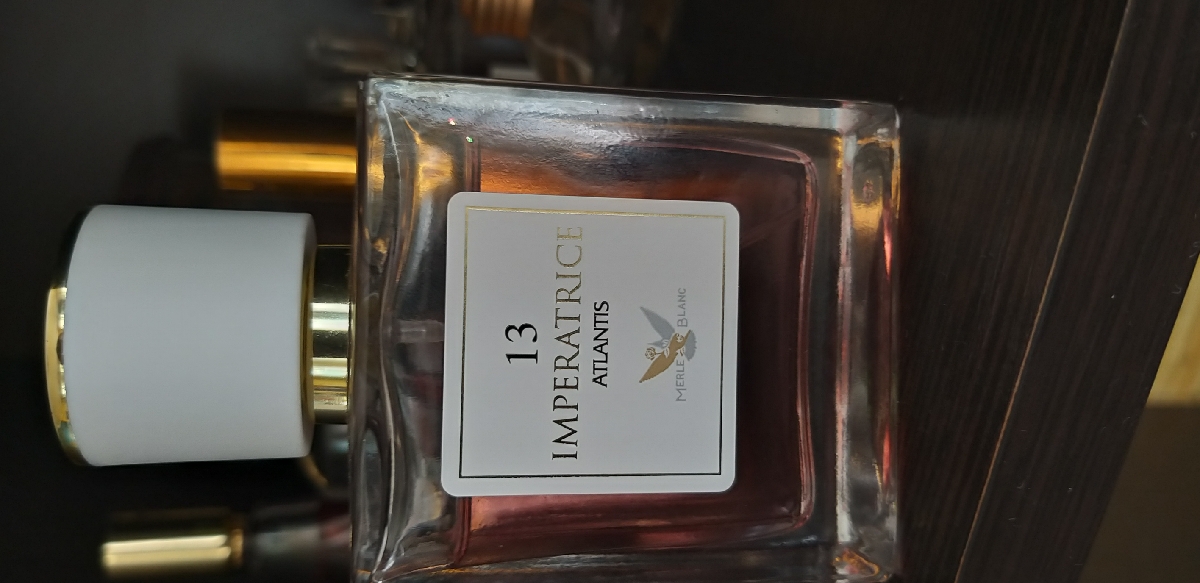 13
IMPERATRICE
ATLANTIS
MERLE BLANC